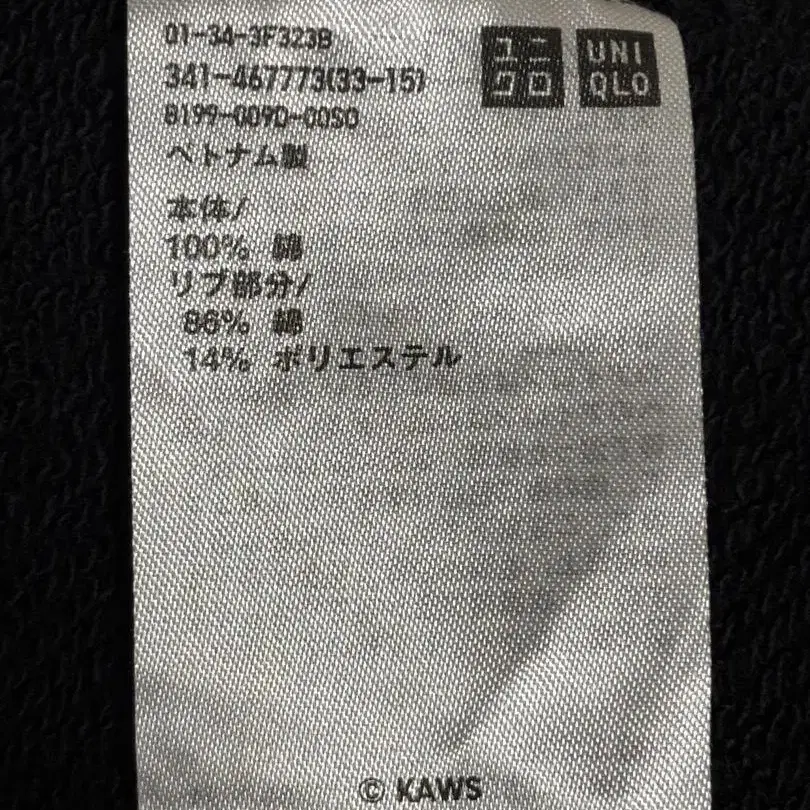 01-34-3F323B
341-467773(33-15)
8199-0090-00S0
ベトナム製
本体/
100% 綿
リブ部分/
86% 綿
14% ポリエステル
ユニ
クロ
UNI
QLO
© KAWS